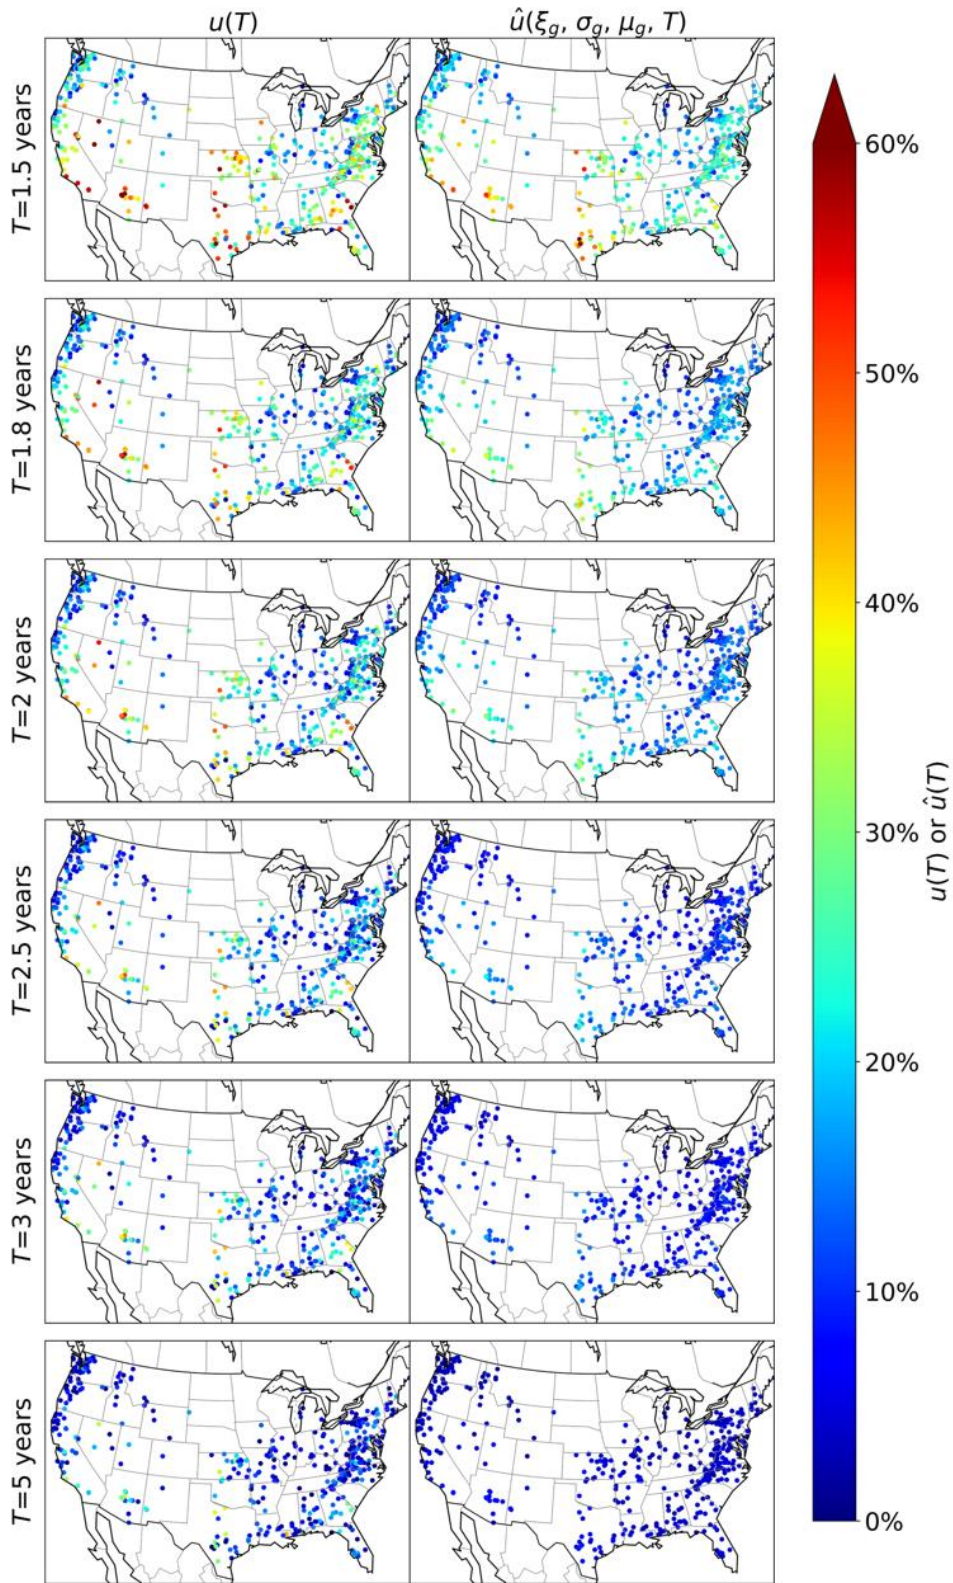 u(T)
û(ξg, σg, μg, T)
T=1.5 years
T=1.8 years
T=2 years
T=2.5 years
T=3 years
T=5 years
60%
50%
40%
30%
20%
10%
0%
u(T) or û(T)